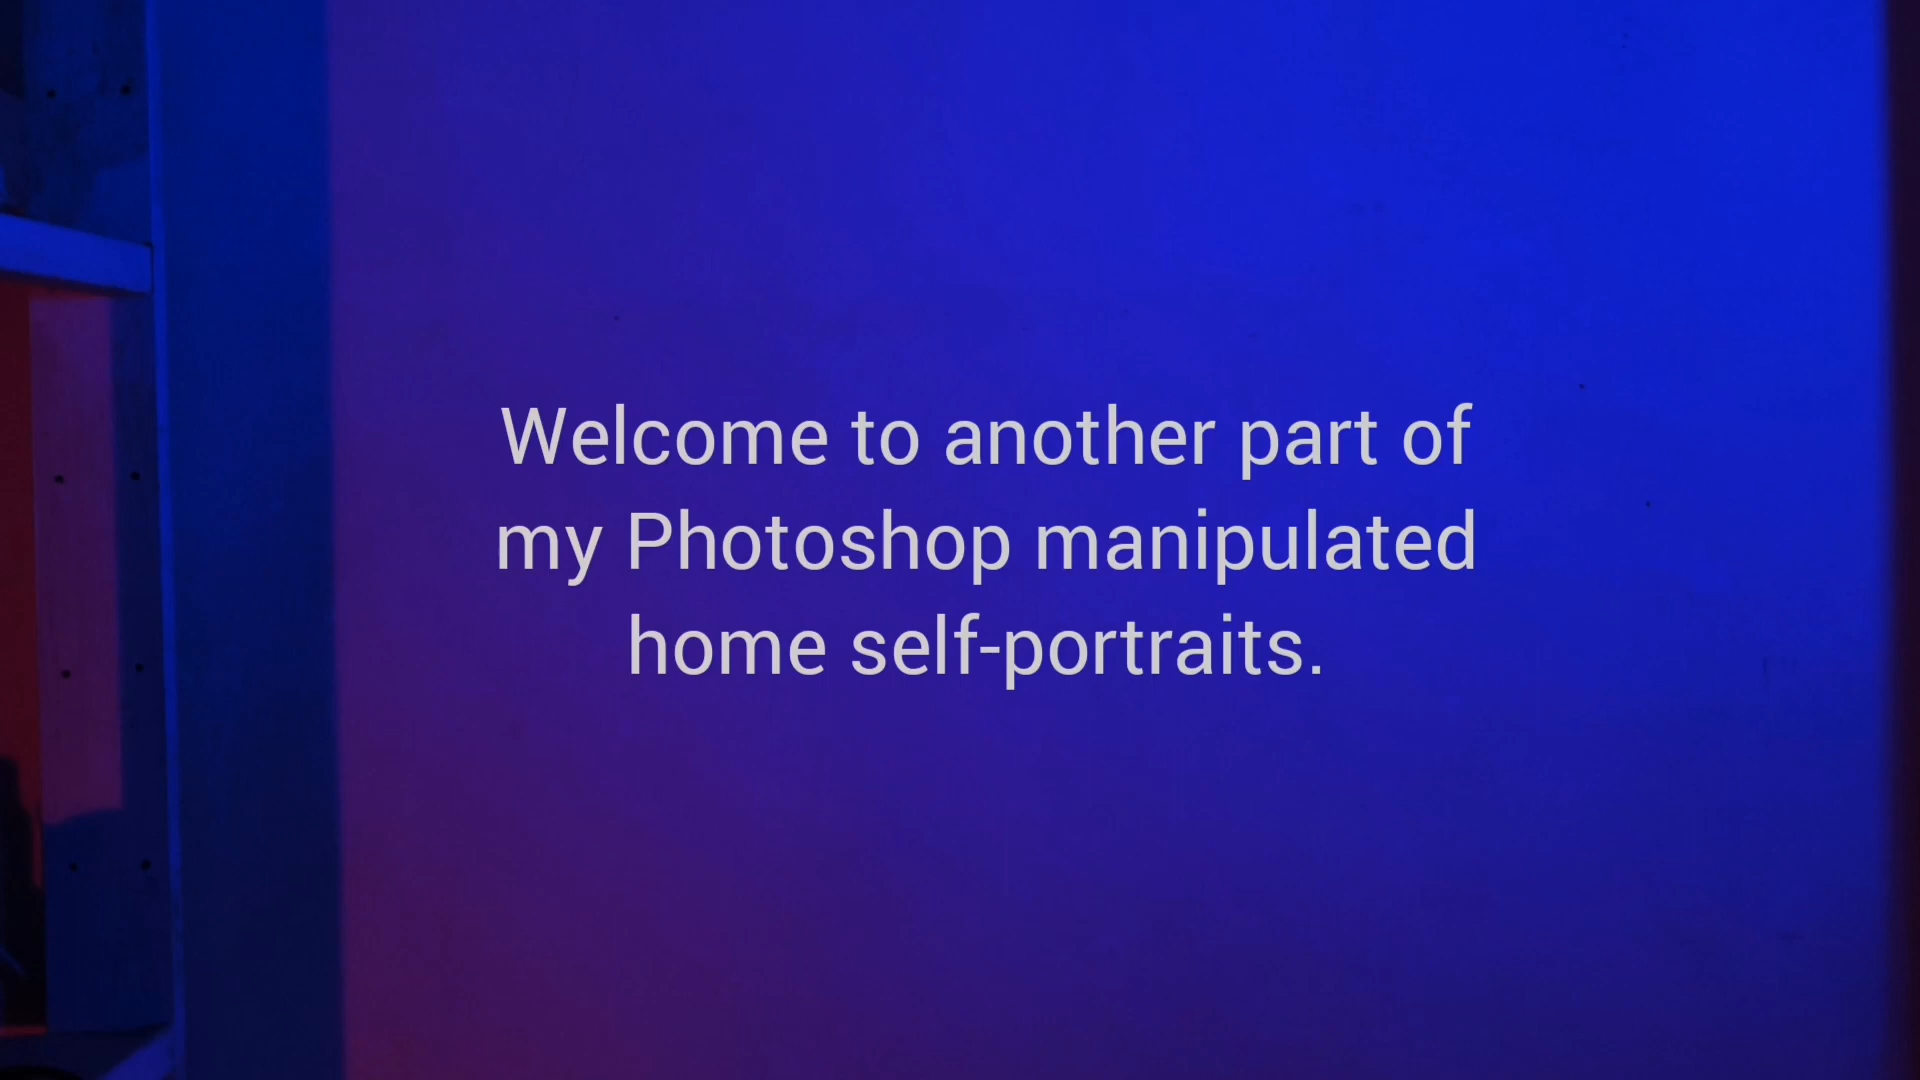 Welcome to another part of
my Photoshop manipulated
home self-portraits.